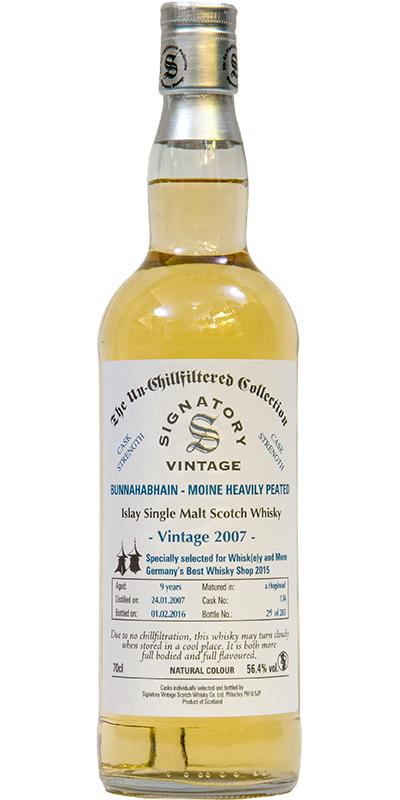 The Un-Chillfiltered Collection
SIGNATORY
S
VINTAGE
CASK STRENGTH
CASK STRENGTH
BUNNAHABHAIN - MOINE HEAVILY PEATED
Islay Single Malt Scotch Whisky
- Vintage 2007 -
Specially selected for Whisk(e)y and More
Germany's Best Whisky Shop 2015
Aged: 9 years Matured in: a Hogshead
Distilled on: 24.01.2007 Cask No: 134
Bottled on: 01.02.2016 Bottle No.: of 285
Due to no chillfiltration, this whisky may turn cloudy
when stored in a cool place. It is both more
full bodied and full flavoured.
70cl NATURAL COLOUR 56.4% vol.
Casks individually selected and bottled by
Signatory Vintage Scotch Whisky Co. Ltd. Pitlochry PH16 5JP
Product of Scotland